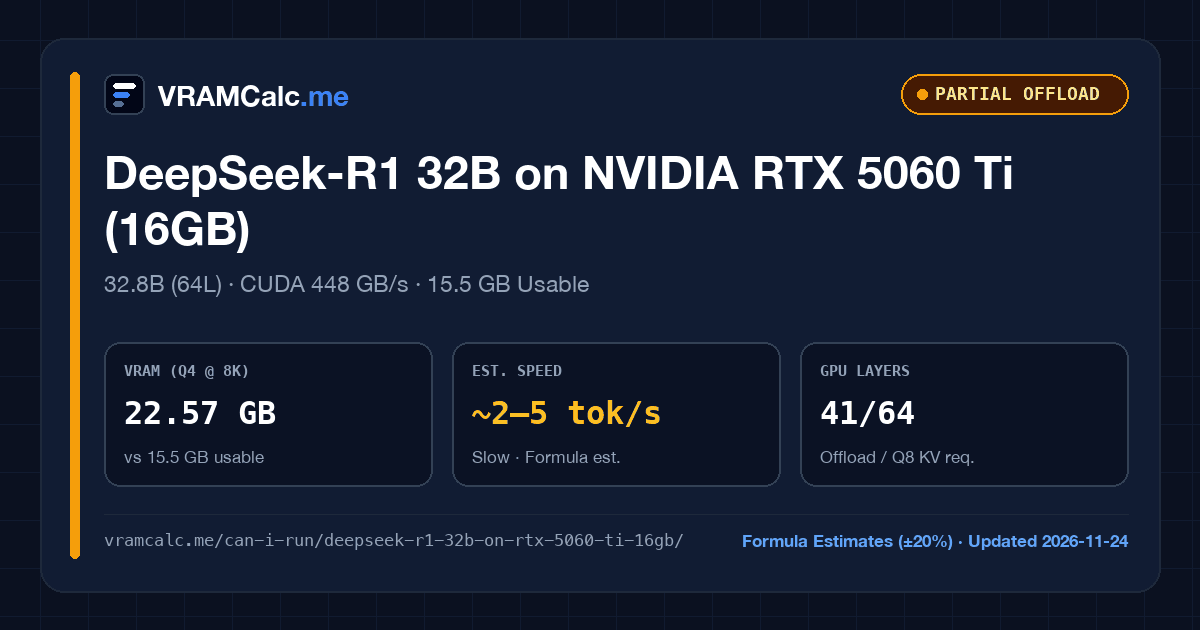 VRAMCalc.me
PARTIAL OFFLOAD
DeepSeek-R1 32B on NVIDIA RTX 5060 Ti
(16GB)
32.8B (64L) · CUDA 448 GB/s · 15.5 GB Usable
VRAM (Q4 @ 8K)
22.57 GB
vs 15.5 GB usable
EST. SPEED
~2–5 tok/s
Slow · Formula est.
GPU LAYERS
41/64
Offload / Q8 KV req.
vramcalc.me/can-i-run/deepseek-r1-32b-on-rtx-5060-ti-16gb/
Formula Estimates (±20%) · Updated 2026-11-24